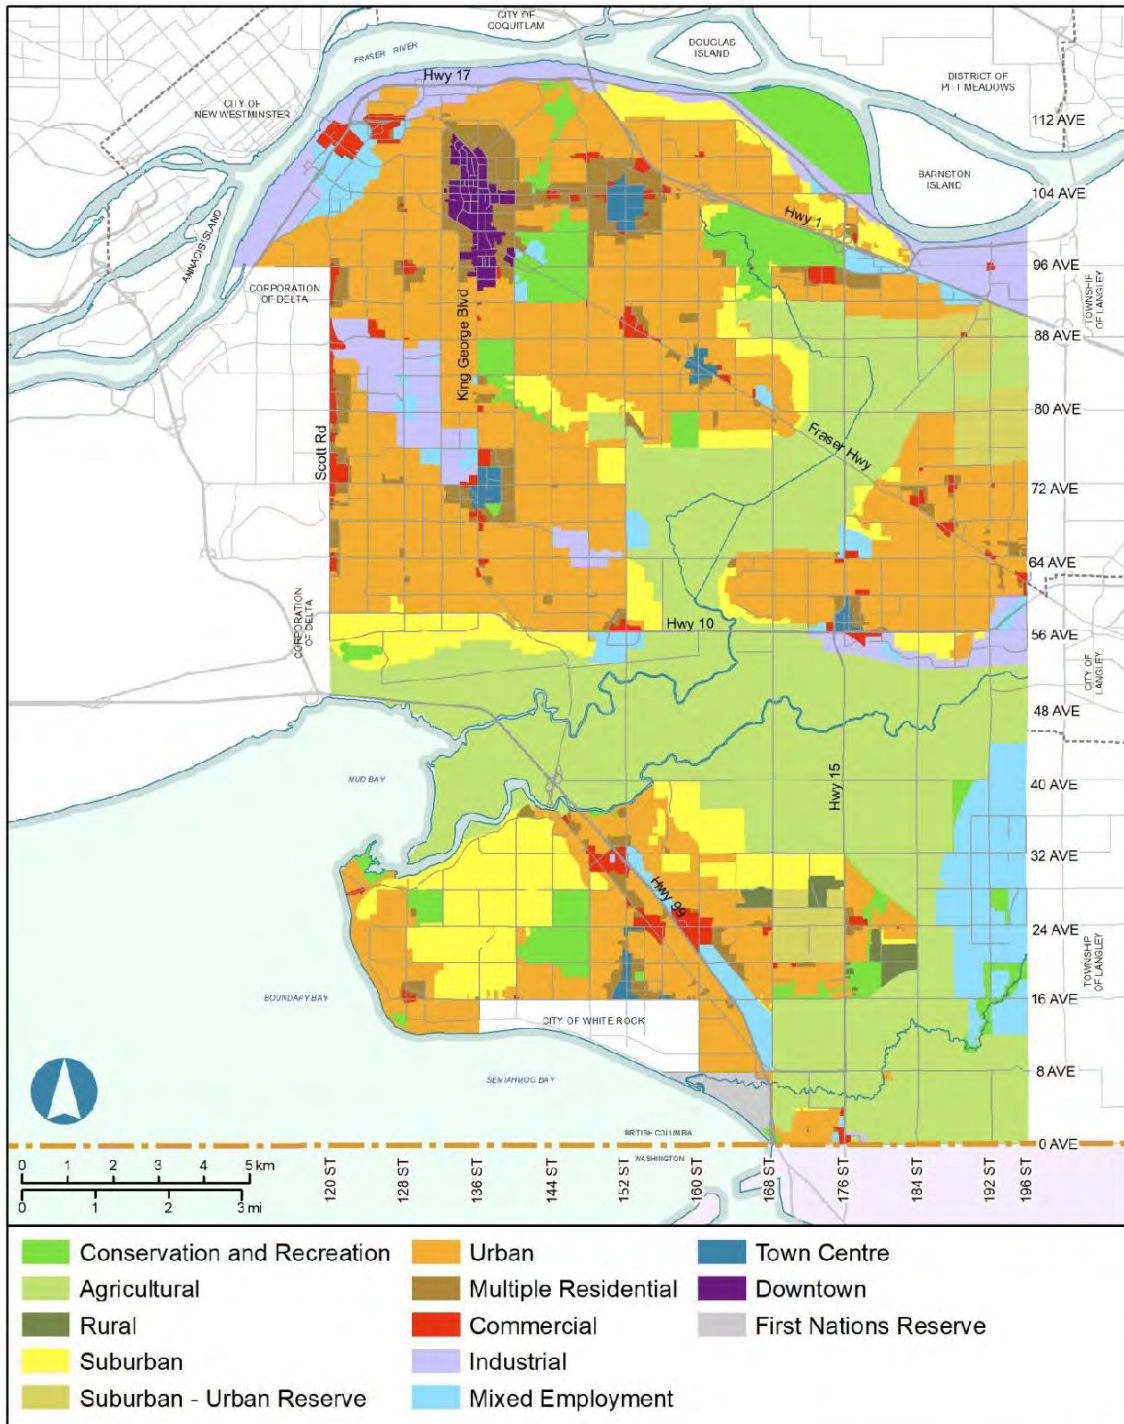 CITY OF
COQUITLAM
DOUGLAS
ISLAND
FRASER RIVER
Hwy 17
DISTRICT OF
PITT MEADOWS
CITY OF
NEW WESTMINSTER
112 AVE
BARNSTON
ISLAND
104 AVE
Hwy 1
ANNACIS ISLAND
96 AVE
CORPORATION
OF DELTA
TOWNSHIP
OF LANGLEY
King George Blvd
88 AVE
80 AVE
Fraser Hwy
Scott Rd
72 AVE
64 AVE
CORPORATION
OF DELTA
Hwy 10
56 AVE
CITY OF
LANGLEY
48 AVE
MUD BAY
Hwy 15
40 AVE
32 AVE
Hwy 99
24 AVE
TOWNSHIP
OF LANGLEY
BOUNDARY BAY
16 AVE
CITY OF WHITE ROCK
SEMIAHMOO BAY
8 AVE
BRITISH COLUMBIA
0 AVE
WASHINGTON
0 1 2 3 4 5 km
0 1 2 3 mi
120 ST
128 ST
136 ST
144 ST
152 ST
160 ST
168 ST
176 ST
184 ST
192 ST
196 ST
Conservation and Recreation
Agricultural
Rural
Suburban
Suburban - Urban Reserve
Urban
Multiple Residential
Commercial
Industrial
Mixed Employment
Town Centre
Downtown
First Nations Reserve